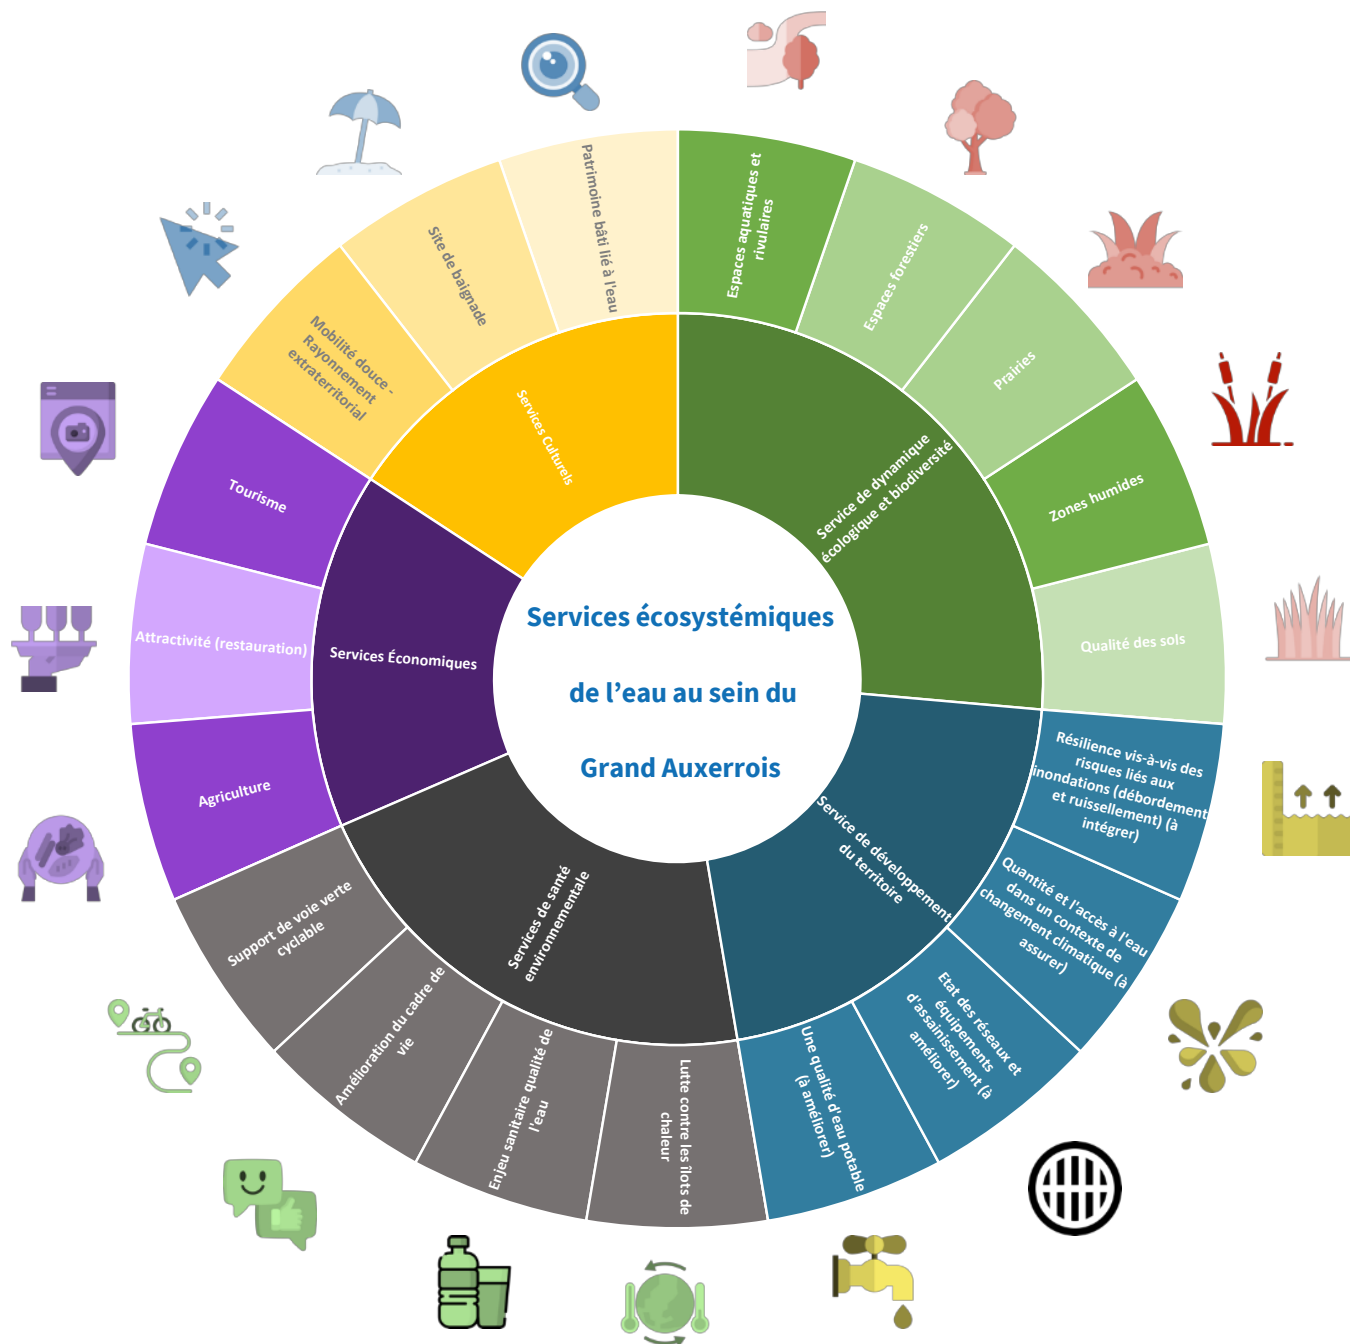 Services écosystémiques
de l'eau au sein du
Grand Auxerrois
Service de dynamique
écologique et biodiversité
Espaces aquatiques et
rivulaires
Espaces forestiers
Prairies
Zones humides
Qualité des sols
Service de développement
du territoire
Résilience vis-à-vis des
risques liés aux
inondations (débordement
et ruissellement) (à
intégrer)
Quantité et l'accès à l'eau
dans un contexte de
changement climatique (à
assurer)
Etat des réseaux et
équipements
d'assainissement (à
améliorer)
Une qualité d'eau potable
(à améliorer)
Services de santé
environnementale
Lutte contre les îlots de
chaleur
Enjeu sanitaire qualité de
l'eau
Amélioration du cadre de
vie
Support de voie verte
cyclable
Services Économiques
Agriculture
Attractivité (restauration)
Tourisme
Services Culturels
Mobilité douce -
Rayonnement
extraterritorial
Site de baignade
Patrimoine bâti lié à l'eau